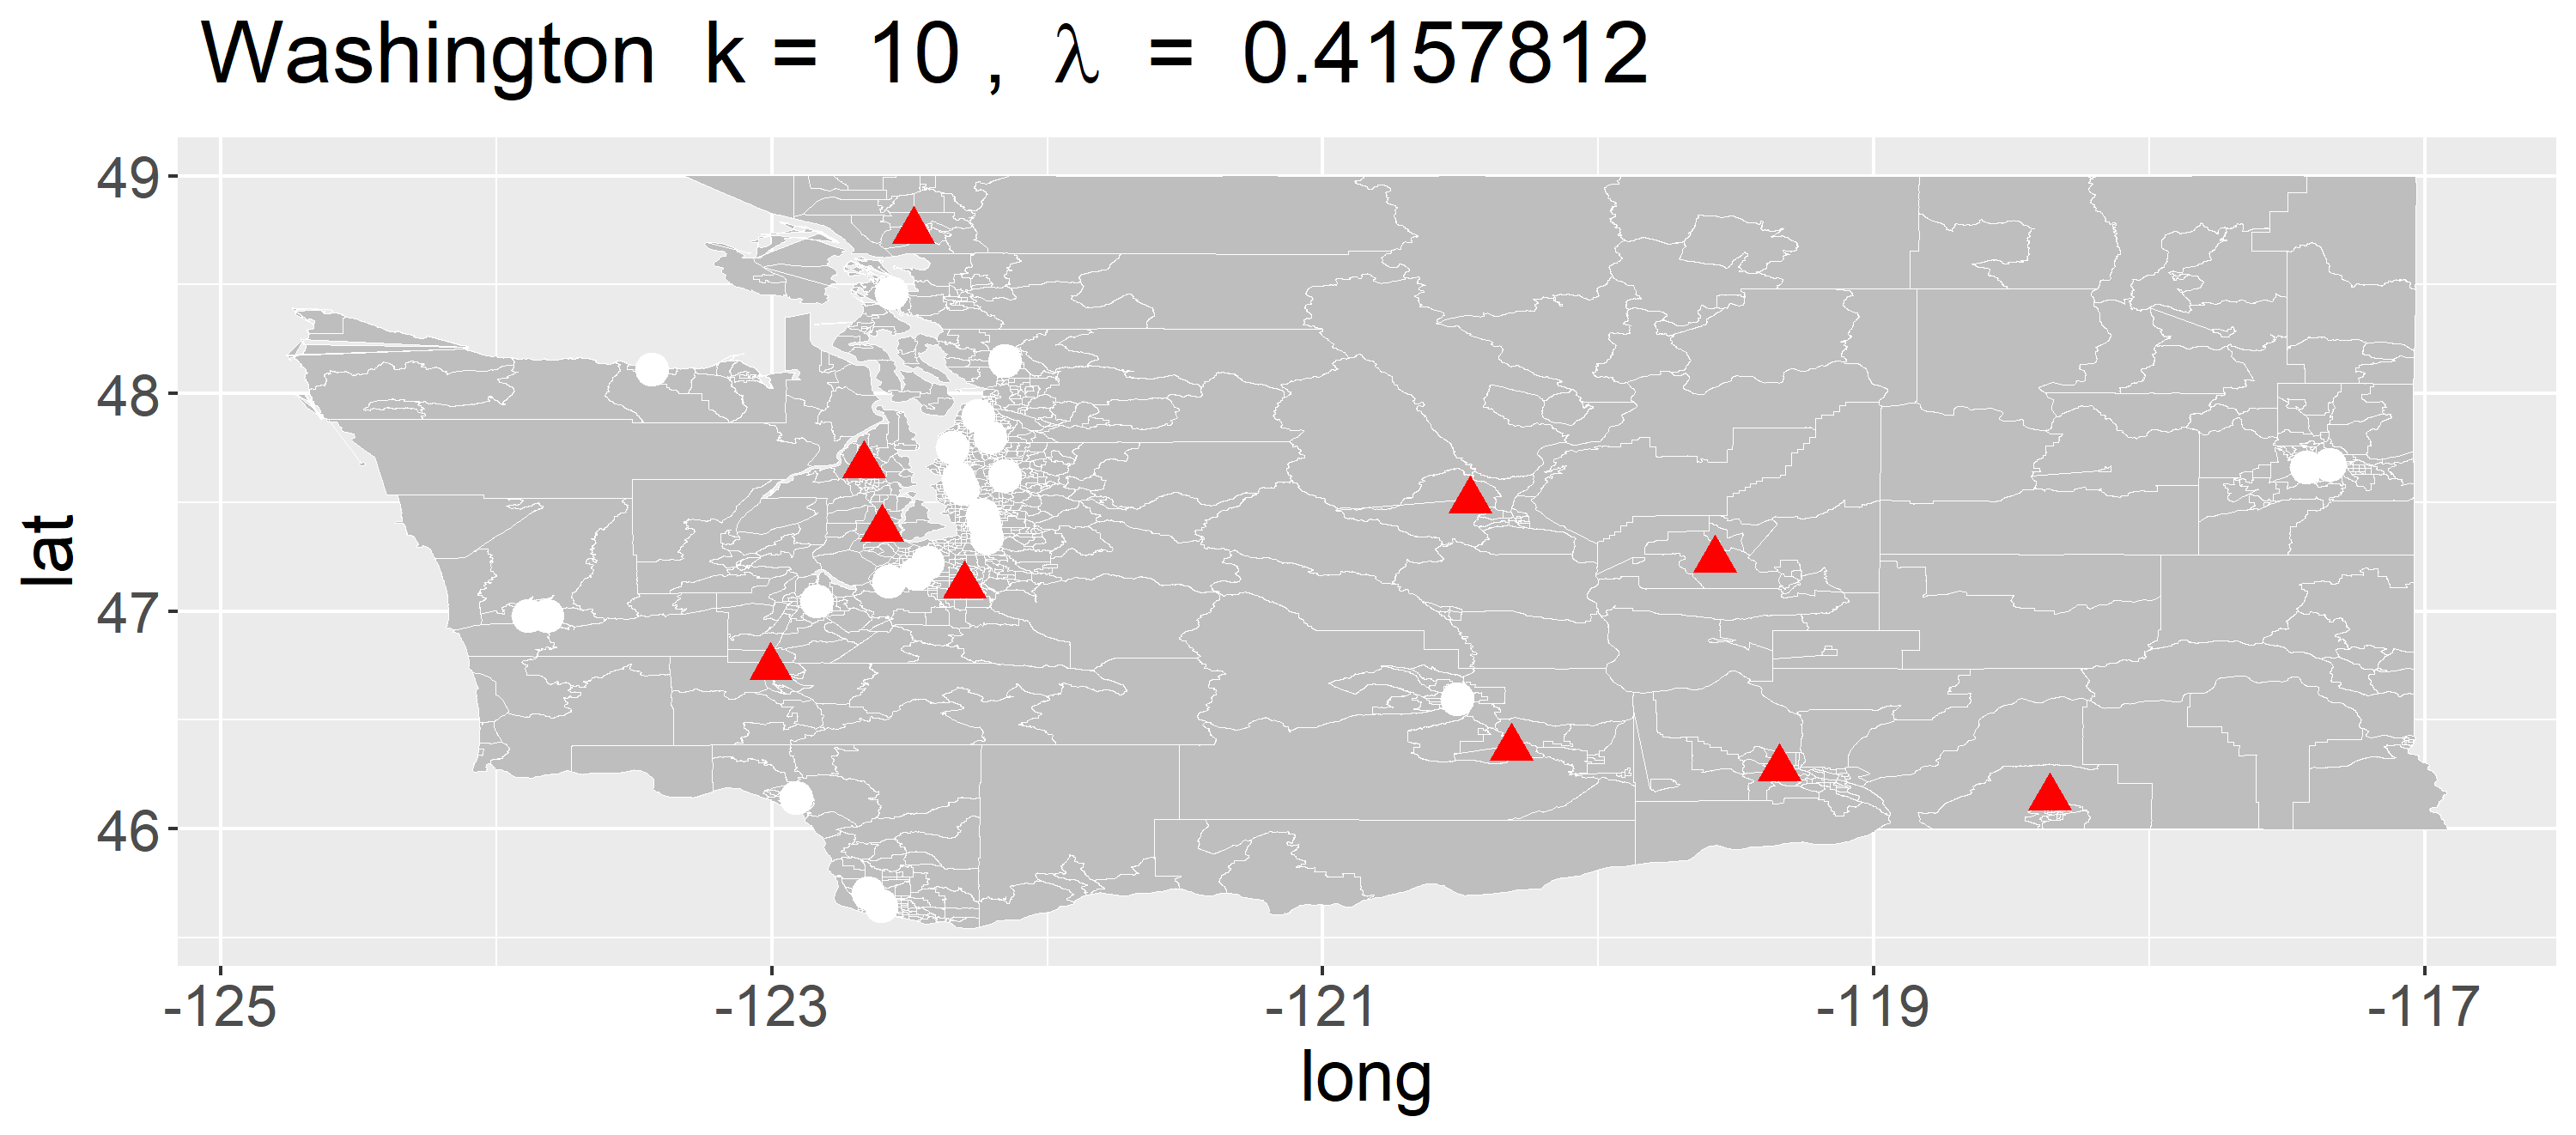 Washington k = 10 , λ = 0.4157812
49
48
47
46
lat
-125 -123 -121 -119 -117
long